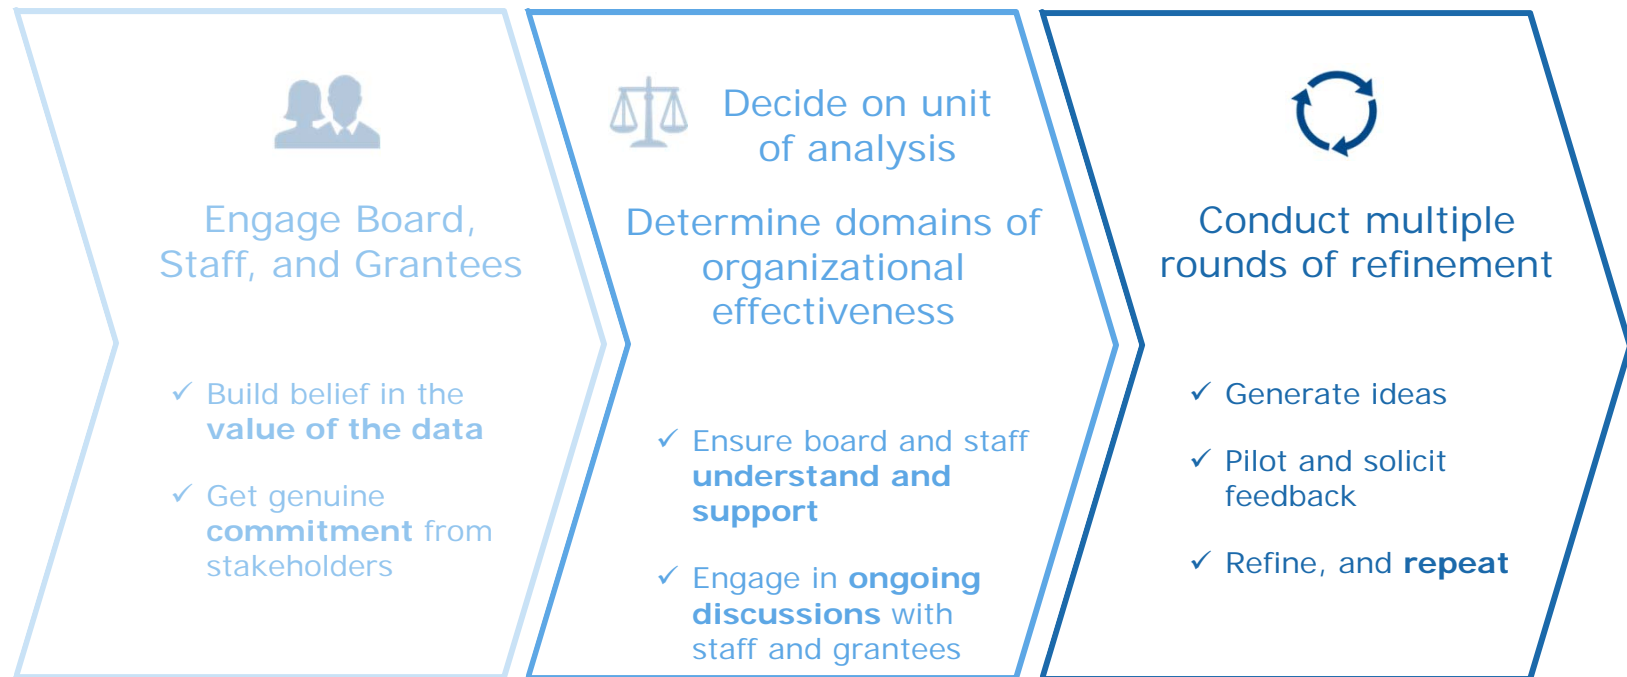 Engage Board,
Staff, and Grantees
✓ Build belief in the
value of the data
✓ Get genuine
commitment from
stakeholders
Decide on unit
of analysis
Determine domains of
organizational
effectiveness
✓ Ensure board and staff
understand and
support
✓ Engage in ongoing
discussions with
staff and grantees
Conduct multiple
rounds of refinement
✓ Generate ideas
✓ Pilot and solicit
feedback
✓ Refine, and repeat